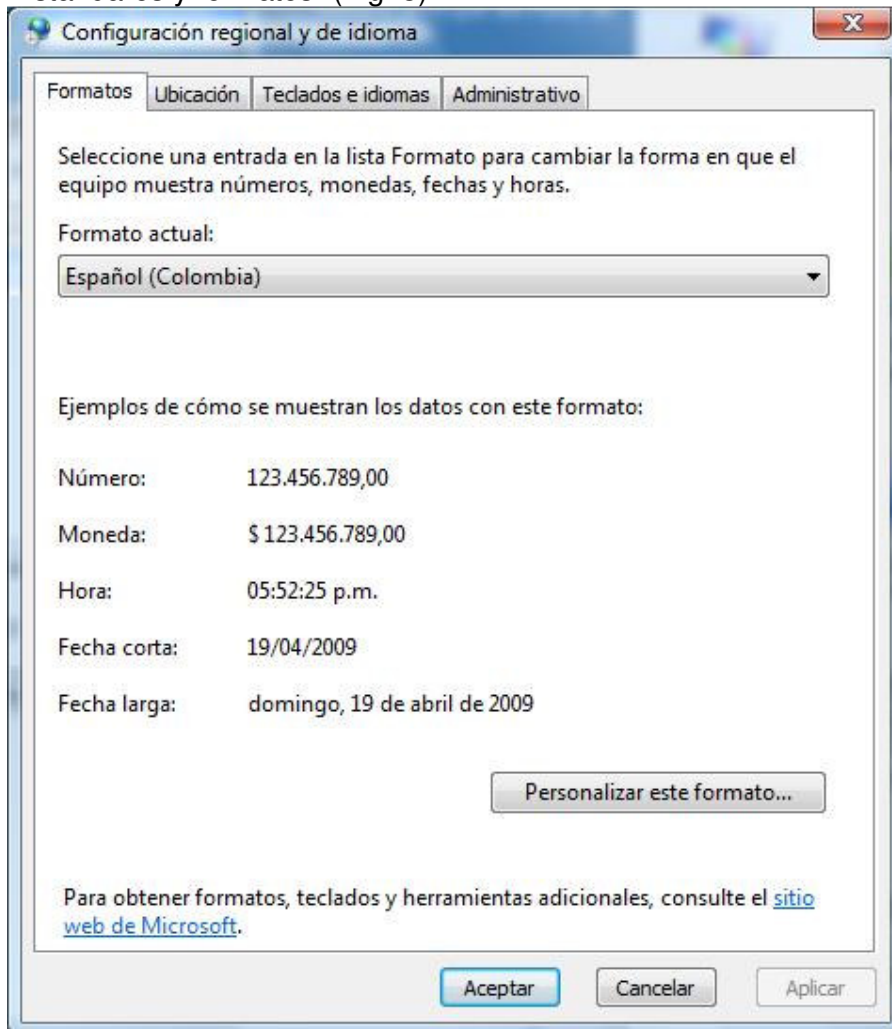 Configuración regional y de idioma
Formatos Ubicación Teclados e idiomas Administrativo
Seleccione una entrada en la lista Formato para cambiar la forma en que el
equipo muestra números, monedas, fechas y horas.
Formato actual:
Español (Colombia)
Ejemplos de cómo se muestran los datos con este formato:
Número: 123.456.789,00
Moneda: $ 123.456.789,00
Hora: 05:52:25 p.m.
Fecha corta: 19/04/2009
Fecha larga: domingo, 19 de abril de 2009
Personalizar este formato...
Para obtener formatos, teclados y herramientas adicionales, consulte el sitio
web de Microsoft.
Aceptar Cancelar Aplicar